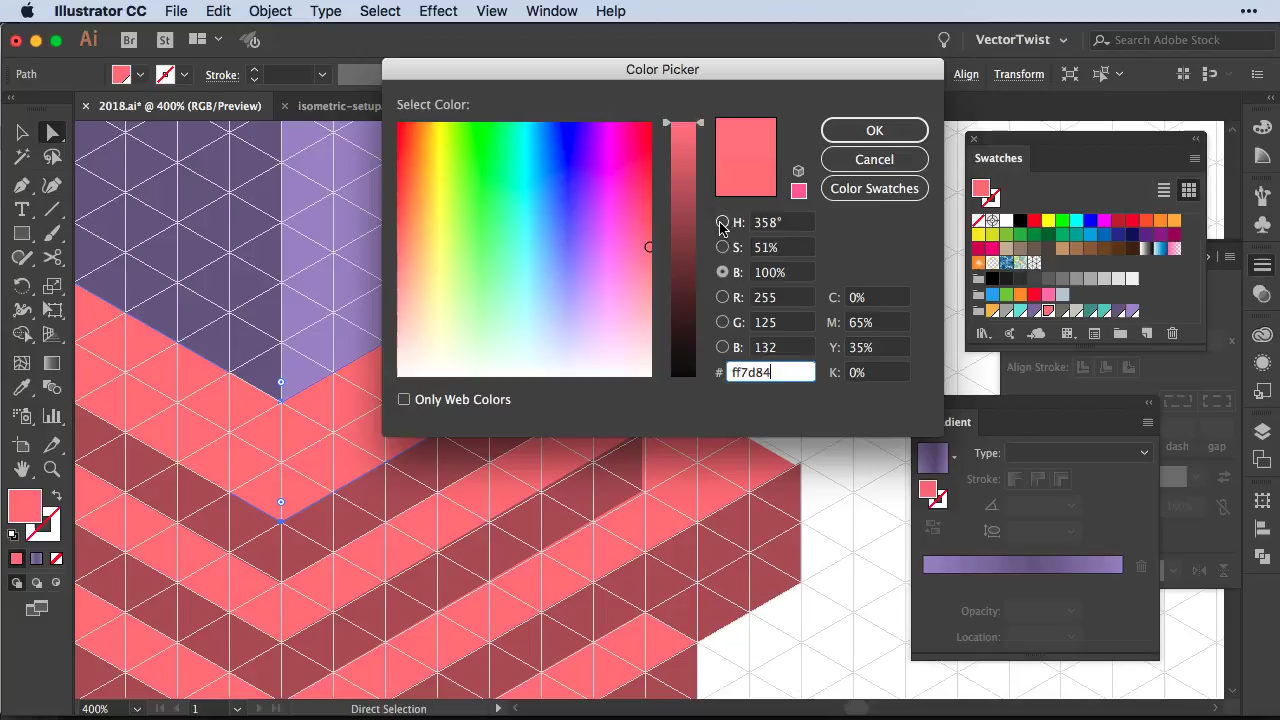 Illustrator CC File Edit Object Type Select Effect View Window Help •••
Ai Br St VectorTwist Search Adobe Stock
Path Stroke: Align Transform
Color Picker
2018.ai* @ 400% (RGB/Preview) isometric-setup.
Select Color:
OK
Cancel
Color Swatches
H: 358°
S: 51%
B: 100%
R: 255 C: 0%
G: 125 M: 65%
B: 132 Y: 35%
# ff7d84 K: 0%
Only Web Colors
Swatches
Align Stroke:
dash gap
dient
Type:
Stroke:
100%
Opacity:
Location:
400% 1 Direct Selection